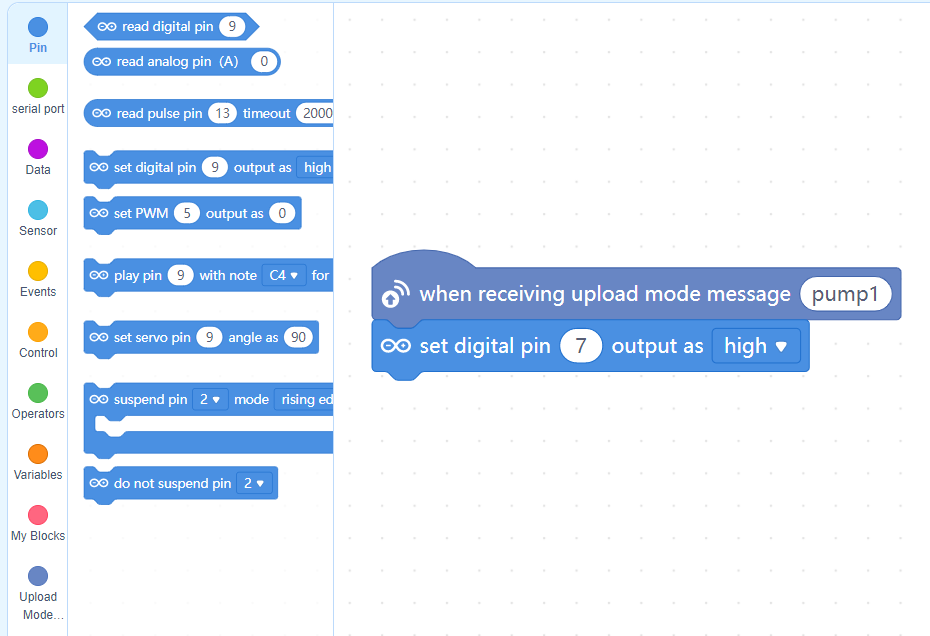 Pin
serial port
Data
Sensor
Events
Control
Operators
Variables
My Blocks
Upload
Mode...
read digital pin 9
read analog pin (A) 0
read pulse pin 13 timeout 2000
set digital pin 9 output as high
set PWM 5 output as 0
play pin 9 with note C4 for
set servo pin 9 angle as 90
suspend pin 2 mode rising ed
do not suspend pin 2
when receiving upload mode message pump1
set digital pin 7 output as high